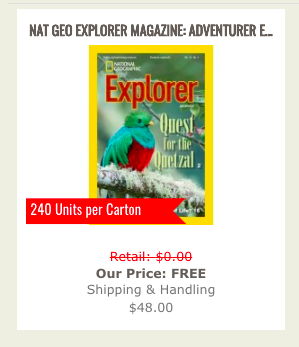 NAT GEO EXPLORER MAGAZINE: ADVENTURER E...
NATIONAL
GEOGRAPHIC
Explorer
Quest
for the
Quetzal
240 Units per Carton
Retail: $0.00
Our Price: FREE
Shipping & Handling
$48.00